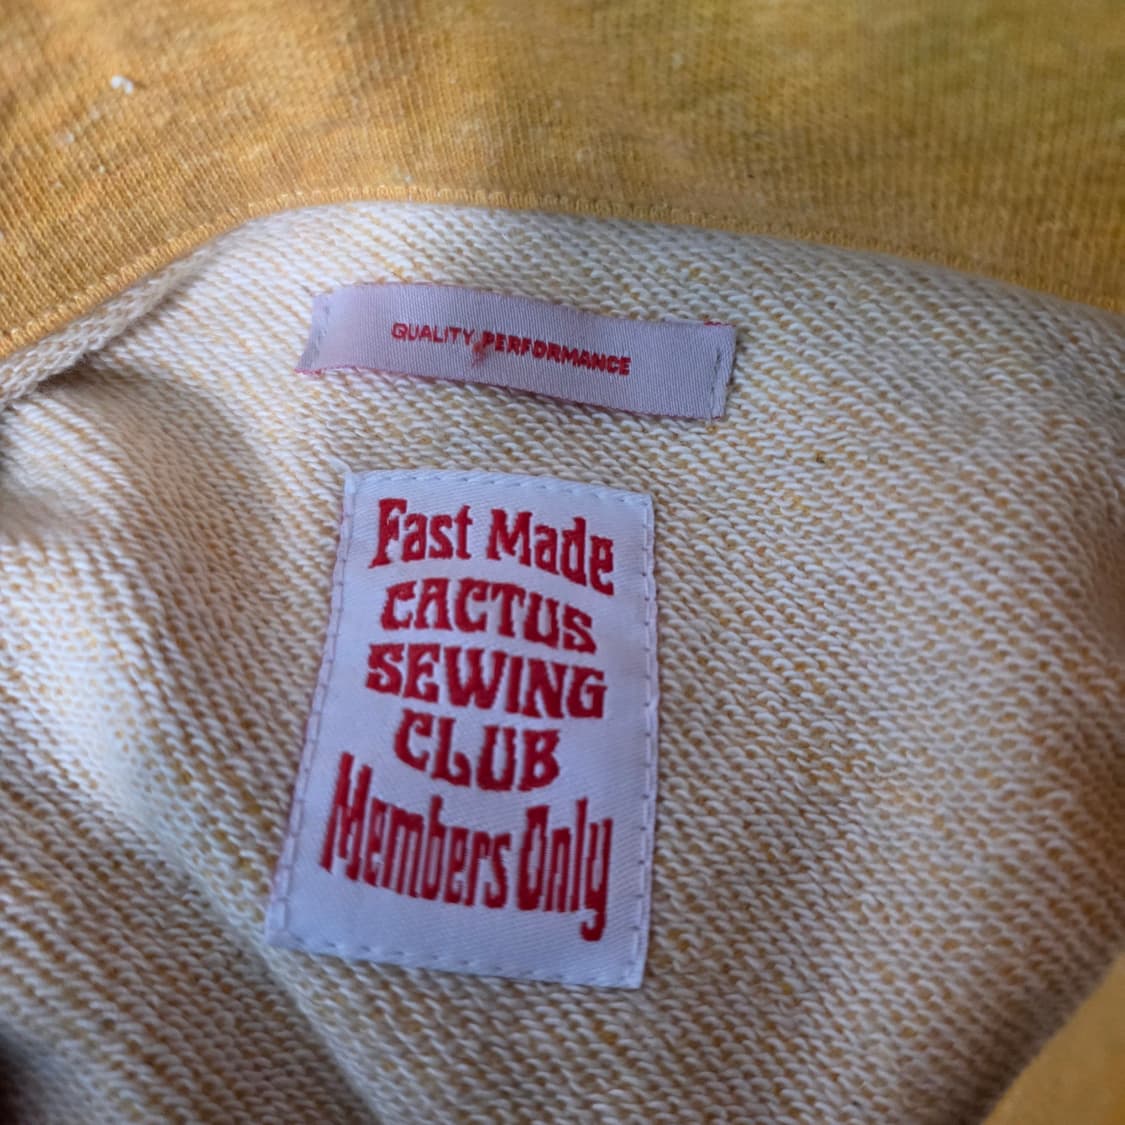 QUALITY PERFORMANCE
Fast Made
CACTUS
SEWING
CLUB
Members Only